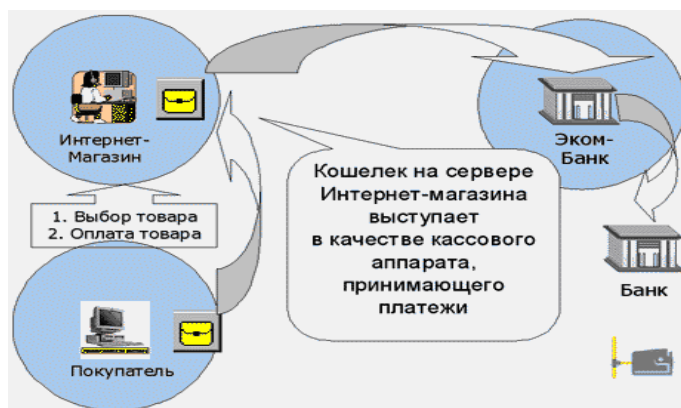 Интернет-
Магазин
Эком-
Банк
Кошелек на сервере
Интернет-магазина
выступает
в качестве кассового
аппарата,
принимающего
платежи
1. Выбор товара
2. Оплата товара
Банк
Покупатель